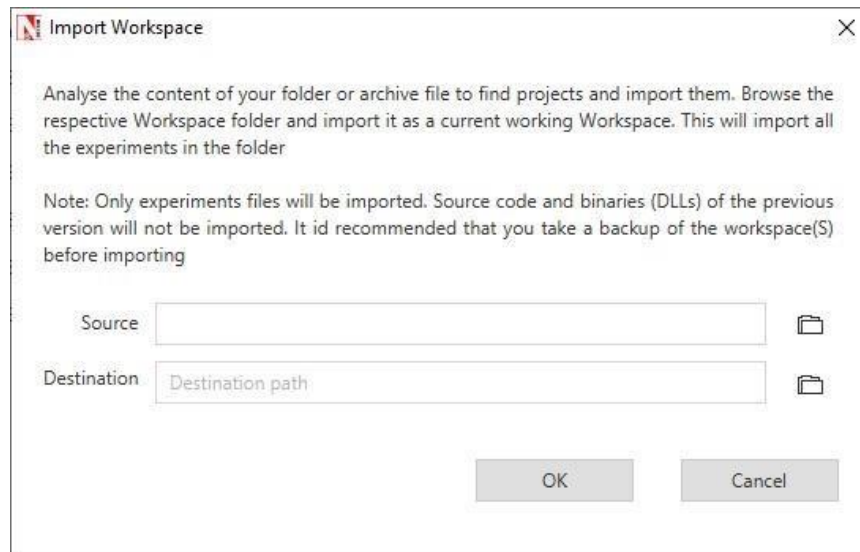 Import Workspace
Analyse the content of your folder or archive file to find projects and import them. Browse the
respective Workspace folder and import it as a current working Workspace. This will import all
the experiments in the folder
Note: Only experiments files will be imported. Source code and binaries (DLLs) of the previous
version will not be imported. It id recommended that you take a backup of the workspace(S)
before importing
Source
Destination Destination path
OK Cancel